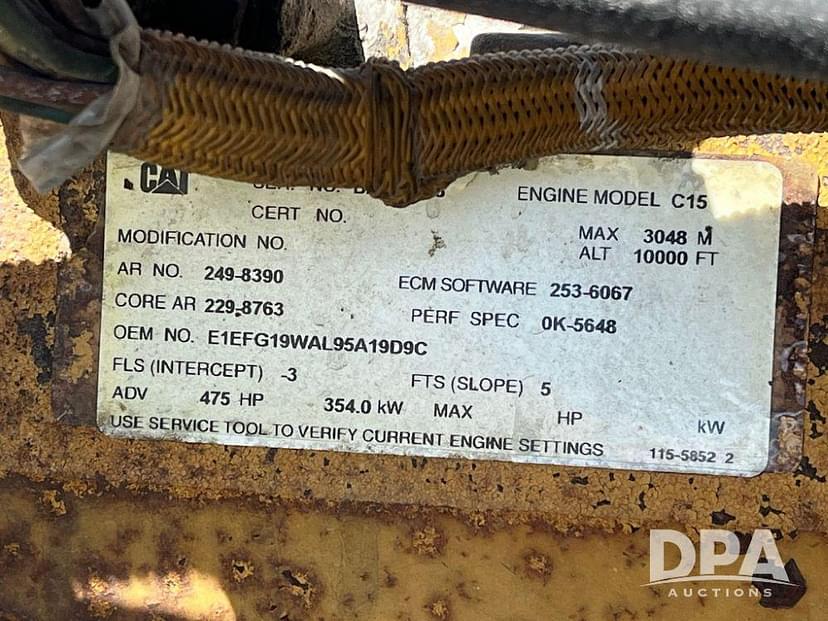 CAT
ENGINE MODEL C15
CERT NO.
MAX 3048 M
MODIFICATION NO.
ALT 10000 FT
AR NO. 249-8390
ECM SOFTWARE 253-6067
CORE AR 229-8763
PERF SPEC 0K-5648
OEM NO. E1EFG19WAL95A19D9C
FLS (INTERCEPT) -3
FTS (SLOPE) 5
ADV 475 HP 354.0 kW MAX HP kW
USE SERVICE TOOL TO VERIFY CURRENT ENGINE SETTINGS 115-5852 2
DPA
AUCTIONS